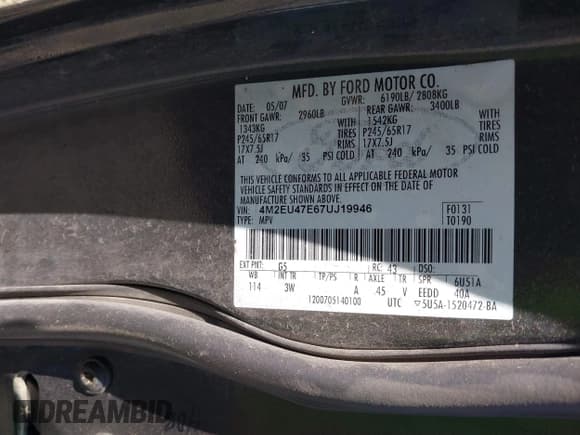 MFD. BY FORD MOTOR CO.
DATE: 05/07 GVWR: 6190LB/ 2808KG
FRONT GAWR: 2960LB REAR GAWR: 3400LB
1343KG 1542KG
P245/65R17 TIRES P245/65R17 TIRES
17X7.5J RIMS 17X7.5J RIMS
AT 240 kPa/ 35 PSI COLD AT 240 kPa/ 35 PSI COLD
THIS VEHICLE CONFORMS TO ALL APPLICABLE FEDERAL MOTOR
VEHICLE SAFETY STANDARDS IN EFFECT ON THE DATE OF
MANUFACTURE SHOWN ABOVE.
VIN: 4M2EU47E67UJ19946 F0131
TYPE: MPV T0190
EXT PNT: G5 RC: 43 DSO:
WB INT TR TP/PS R AXLE TR SPR 6U51A
114 3W A 45 V EEDD 40A
1200705140100 UTC ▽5U5A-1520472-BA
DREAMBID